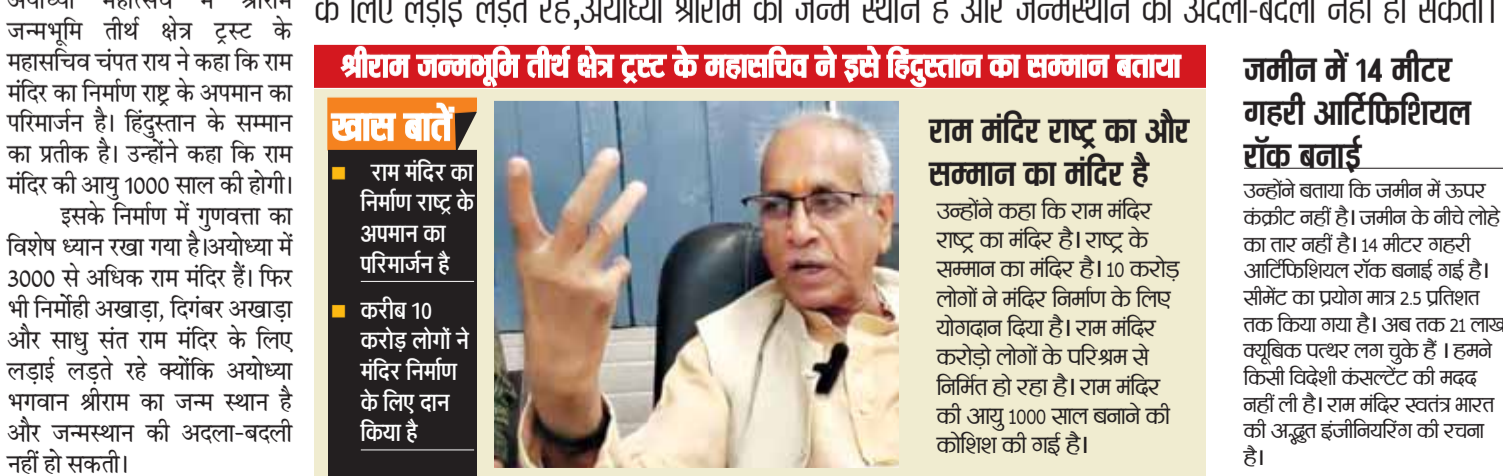 अयोध्या महोत्सव में श्रीराम
जन्मभूमि तीर्थ क्षेत्र ट्रस्ट के
महासचिव चंपत राय ने कहा कि राम
मंदिर का निर्माण राष्ट्र के अपमान का
परिमार्जन है। हिंदुस्तान के सम्मान
का प्रतीक है। उन्होंने कहा कि राम
मंदिर की आयु 1000 साल की होगी।
इसके निर्माण में गुणवत्ता का
विशेष ध्यान रखा गया है।अयोध्या में
3000 से अधिक राम मंदिर हैं। फिर
भी निर्मोही अखाड़ा, दिगंबर अखाड़ा
और साधु संत राम मंदिर के लिए
लड़ाई लड़ते रहे क्योंकि अयोध्या
भगवान श्रीराम का जन्म स्थान है
और जन्मस्थान की अदला-बदली
नहीं हो सकती।
के लिए लड़ाई लड़ते रहे,अयोध्या श्रीराम का जन्म स्थान है और जन्मस्थान की अदला-बदली नहीं हो सकती।
श्रीराम जन्मभूमि तीर्थ क्षेत्र ट्रस्ट के महासचिव ने इसे हिंदुस्तान का सम्मान बताया
खास बातें
राम मंदिर का
निर्माण राष्ट्र के
अपमान का
परिमार्जन है
करीब 10
करोड़ लोगों ने
मंदिर निर्माण
के लिए दान
किया है
राम मंदिर राष्ट्र का और
सम्मान का मंदिर है
उन्होंने कहा कि राम मंदिर
राष्ट्र का मंदिर है। राष्ट्र के
सम्मान का मंदिर है। 10 करोड़
लोगों ने मंदिर निर्माण के लिए
योगदान दिया है। राम मंदिर
करोड़ो लोगों के परिश्रम से
निर्मित हो रहा है। राम मंदिर
की आयु 1000 साल बनाने की
कोशिश की गई है।
जमीन में 14 मीटर
गहरी आर्टिफिशियल
रॉक बनाई
उन्होंने बताया कि जमीन में ऊपर
कंक्रीट नहीं है। जमीन के नीचे लोहे
का तार नहीं है। 14 मीटर गहरी
आर्टिफिशियल रॉक बनाई गई है।
सीमेंट का प्रयोग मात्र 2.5 प्रतिशत
तक किया गया है। अब तक 21 लाख
क्यूबिक पत्थर लग चुके हैं । हमने
किसी विदेशी कंसल्टेंट की मदद
नहीं ली है। राम मंदिर स्वतंत्र भारत
की अद्भुत इंजीनियरिंग की रचना
है।